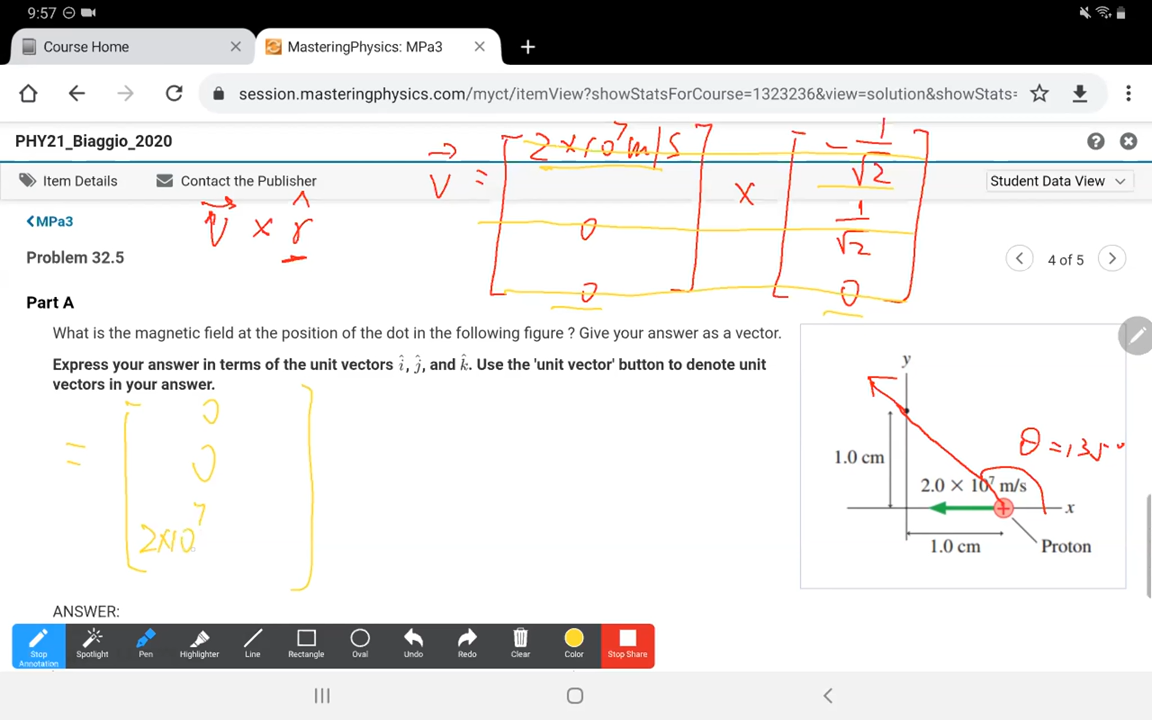 9:57
Course Home
MasteringPhysics: MPa3
session.masteringphysics.com/myct/itemView?showStatsForCourse=1323236&view=solution&showStats=
PHY21_Biaggio_2020
Item Details
Contact the Publisher
Student Data View
v⃗ = [2×10⁷m/s 0 0] × [-1/√2 1/√2 0]
v⃗ × r̂
<MPa3
Problem 32.5
4 of 5
Part A
What is the magnetic field at the position of the dot in the following figure ? Give your answer as a vector.
Express your answer in terms of the unit vectors î, ĵ, and k̂. Use the 'unit vector' button to denote unit
vectors in your answer.
= [0 0 2×10⁷]
y
1.0 cm
θ = 135°
2.0 × 10⁷ m/s
x
1.0 cm
Proton
ANSWER:
Stop
Annotation
Spotlight
Pen
Highlighter
Line
Rectangle
Oval
Undo
Redo
Clear
Color
Stop Share